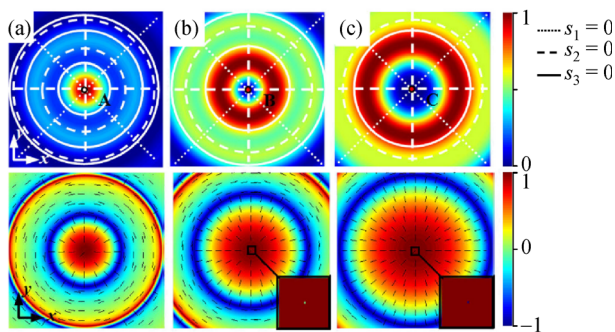 (a)
(b)
(c)
A
B
C
y
x
1
0
s₁ = 0
s₂ = 0
s₃ = 0
y
x
1
0
−1